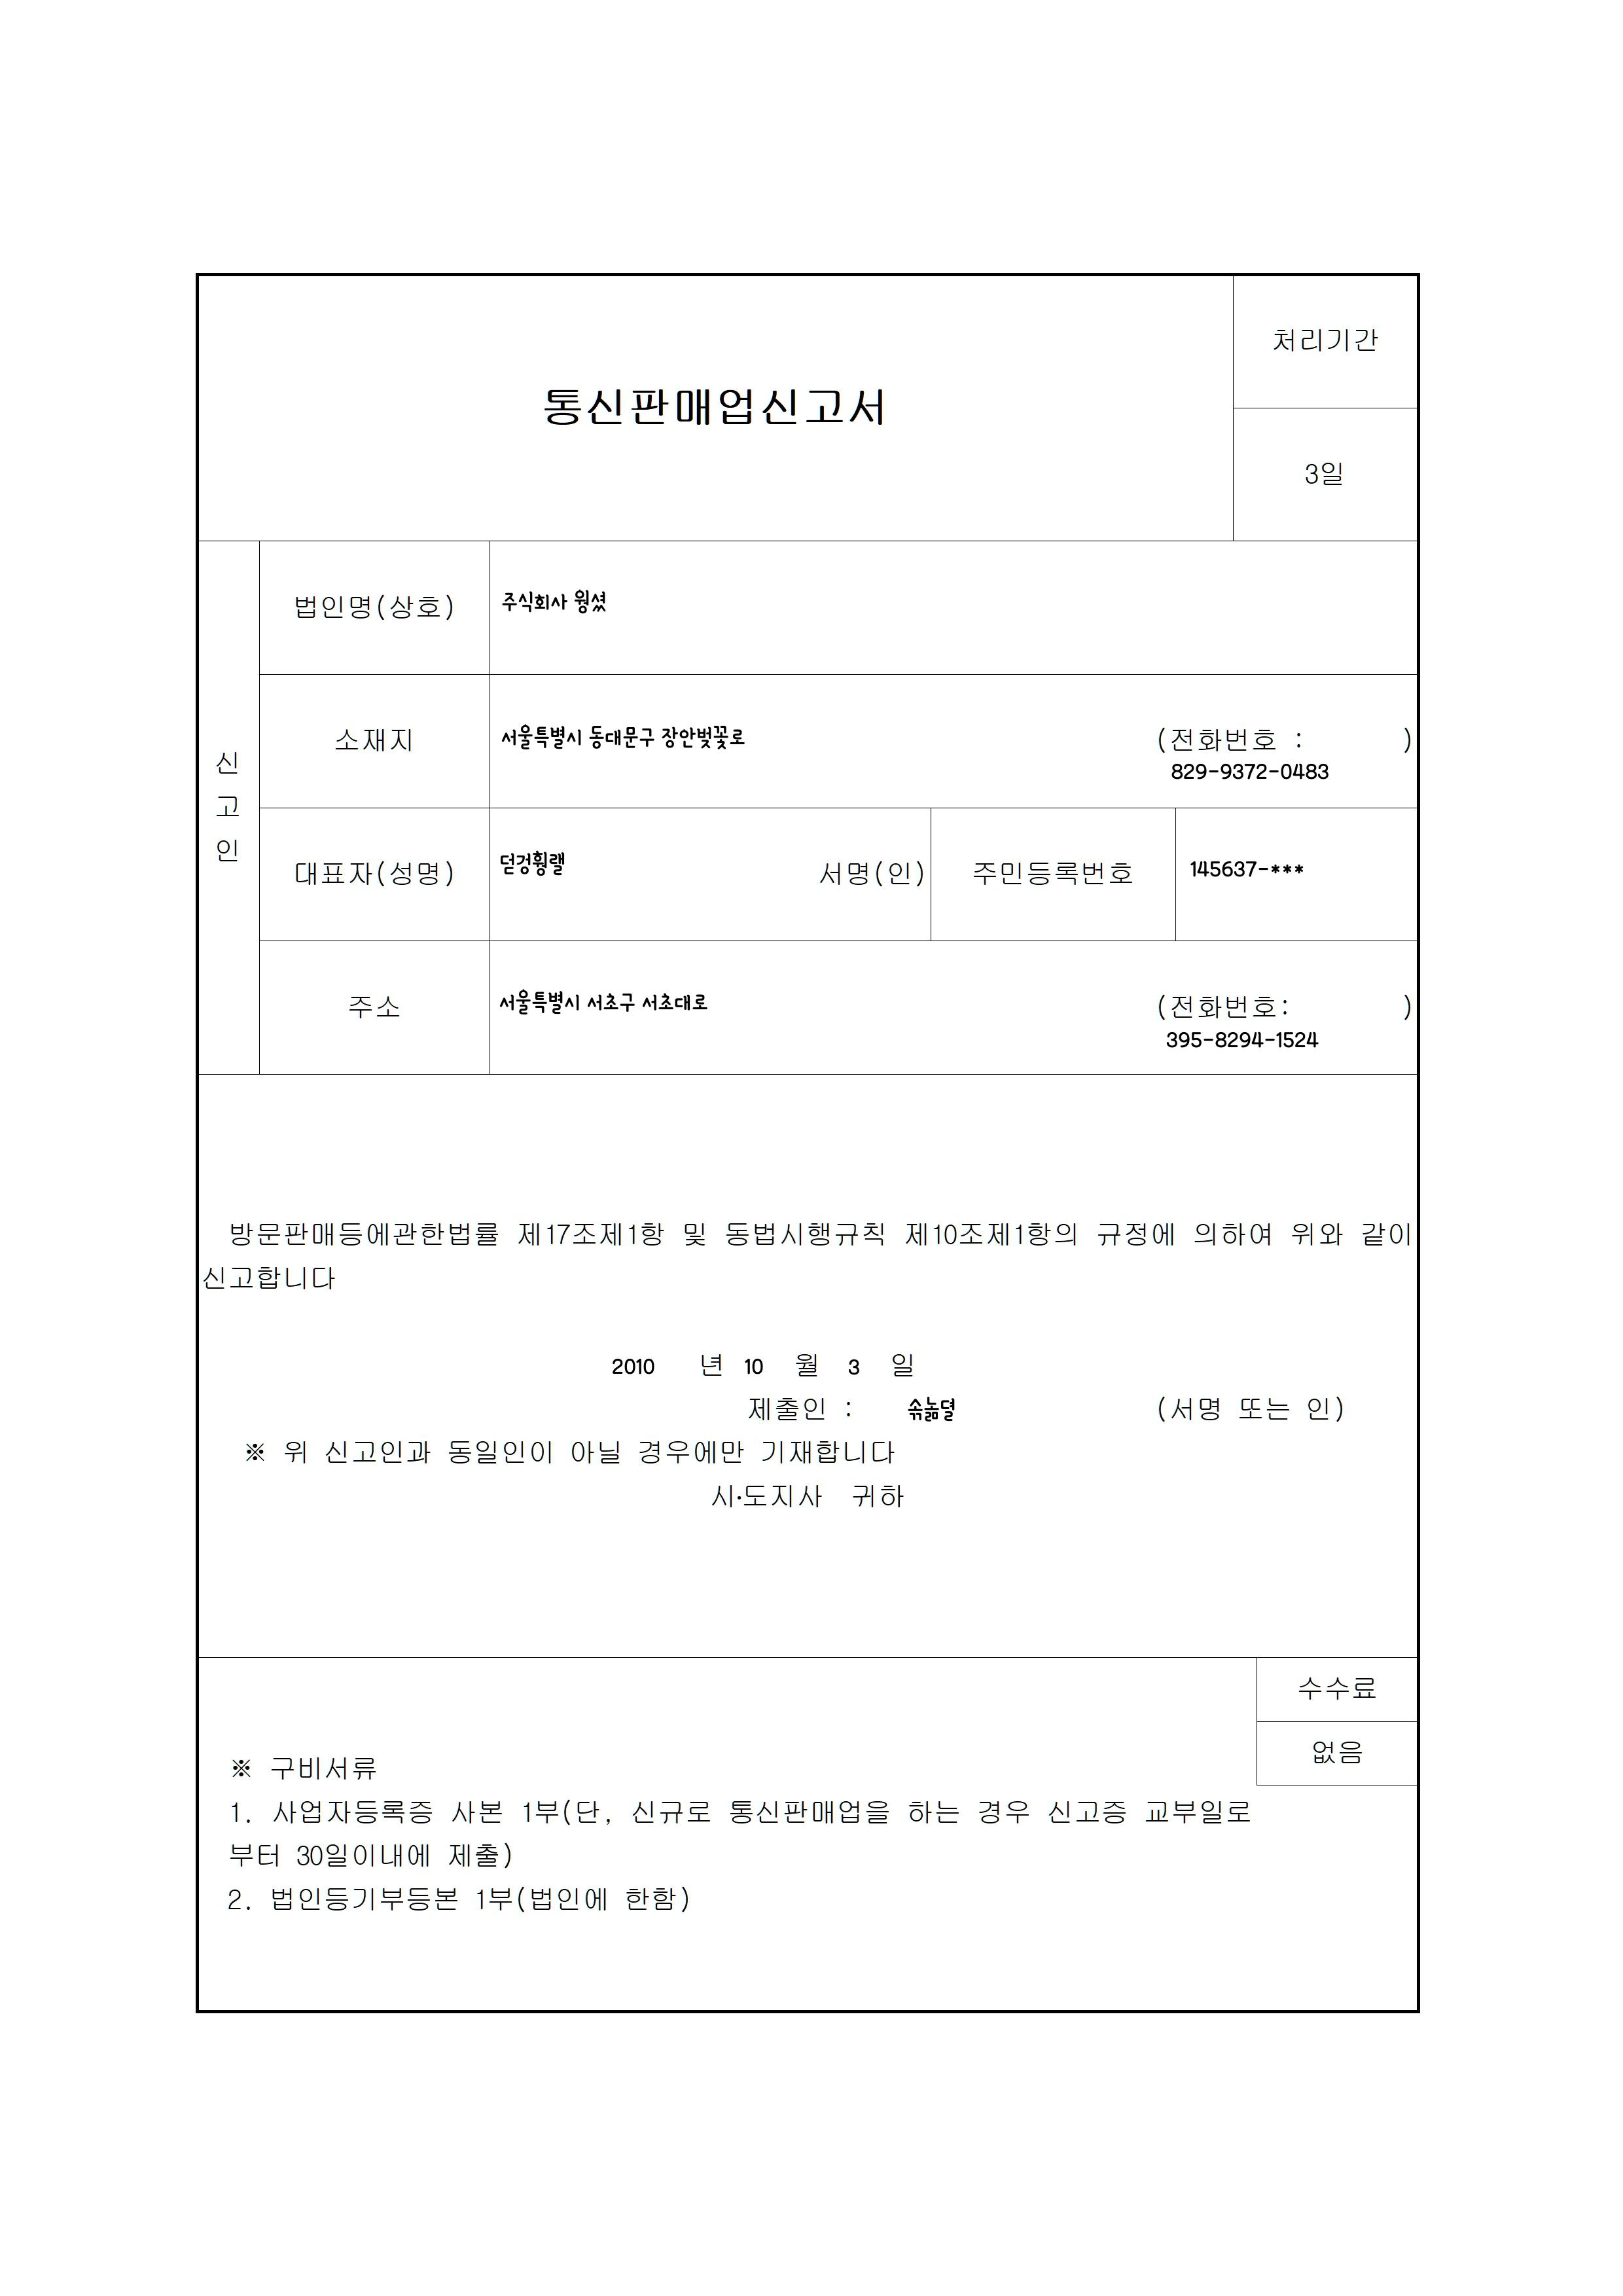 통신판매업신고서
처리기간
3일
신고인
법인명(상호)
주식회사 웡셨
소재지
서울특별시 동대문구 장안벚꽃로
(전화번호 : )
829-9372-0483
대표자(성명)
서명(인)
주민등록번호
145637-***
주소
서울특별시 서초구 서초대로
(전화번호: )
395-8294-1524
방문판매등에관한법률 제17조제1항 및 동법시행규칙 제10조제1항의 규정에 의하여 위와 같이
신고합니다
2010 년 10 월 3 일
제출인 : (서명 또는 인)
※ 위 신고인과 동일인이 아닐 경우에만 기재합니다
시·도지사 귀하
수수료
없음
※ 구비서류
1. 사업자등록증 사본 1부(단, 신규로 통신판매업을 하는 경우 신고증 교부일로
부터 30일이내에 제출)
2. 법인등기부등본 1부(법인에 한함)